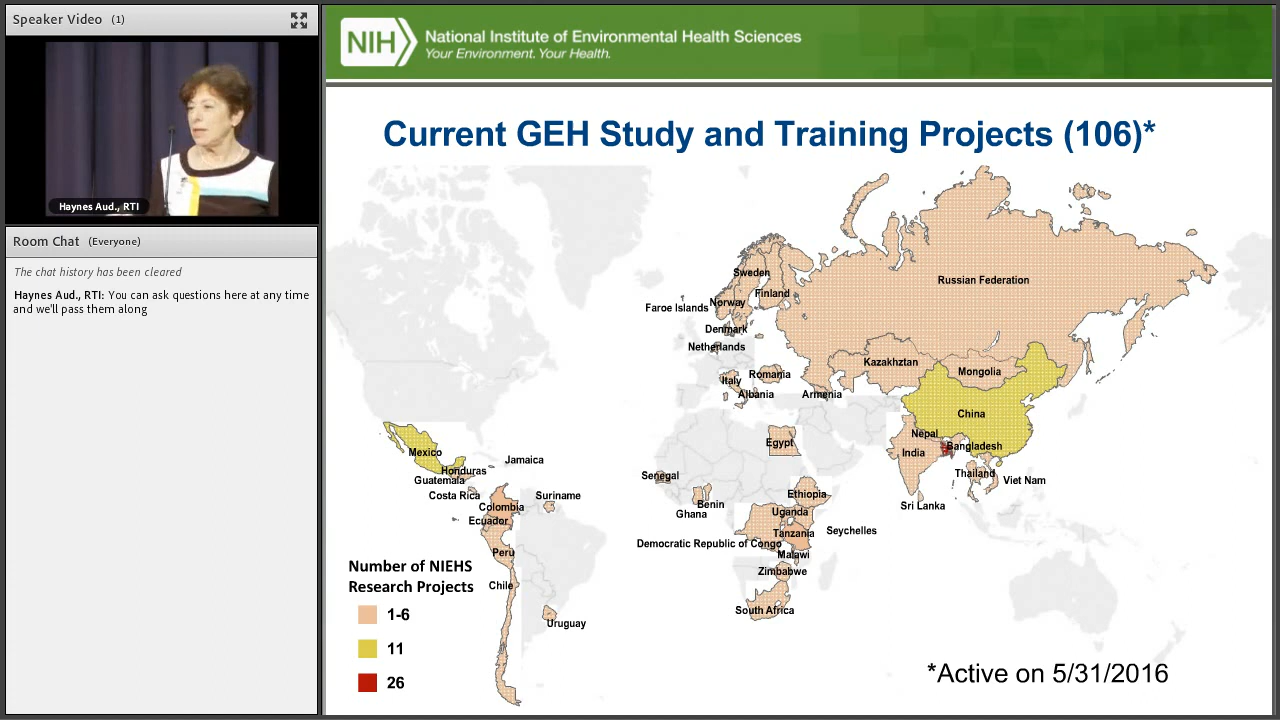 Speaker Video (1)
Haynes Aud., RTI
Room Chat (Everyone)
The chat history has been cleared
Haynes Aud., RTI: You can ask questions here at any time
and we'll pass them along
NIH
National Institute of Environmental Health Sciences
Your Environment. Your Health.
Current GEH Study and Training Projects (106)*
Russian Federation
Sweden
Finland
Faroe Islands
Norway
Denmark
Netherlands
Kazakhztan
Mongolia
Romania
Italy
Albania
Armenia
China
Nepal
Bangladesh
India
Thailand
Viet Nam
Sri Lanka
Egypt
Mexico
Honduras
Jamaica
Guatemala
Costa Rica
Suriname
Colombia
Ecuador
Peru
Chile
Uruguay
Senegal
Benin
Ghana
Ethiopia
Uganda
Tanzania
Seychelles
Democratic Republic of Congo
Malawi
Zimbabwe
South Africa
Number of NIEHS
Research Projects
1-6
11
26
*Active on 5/31/2016